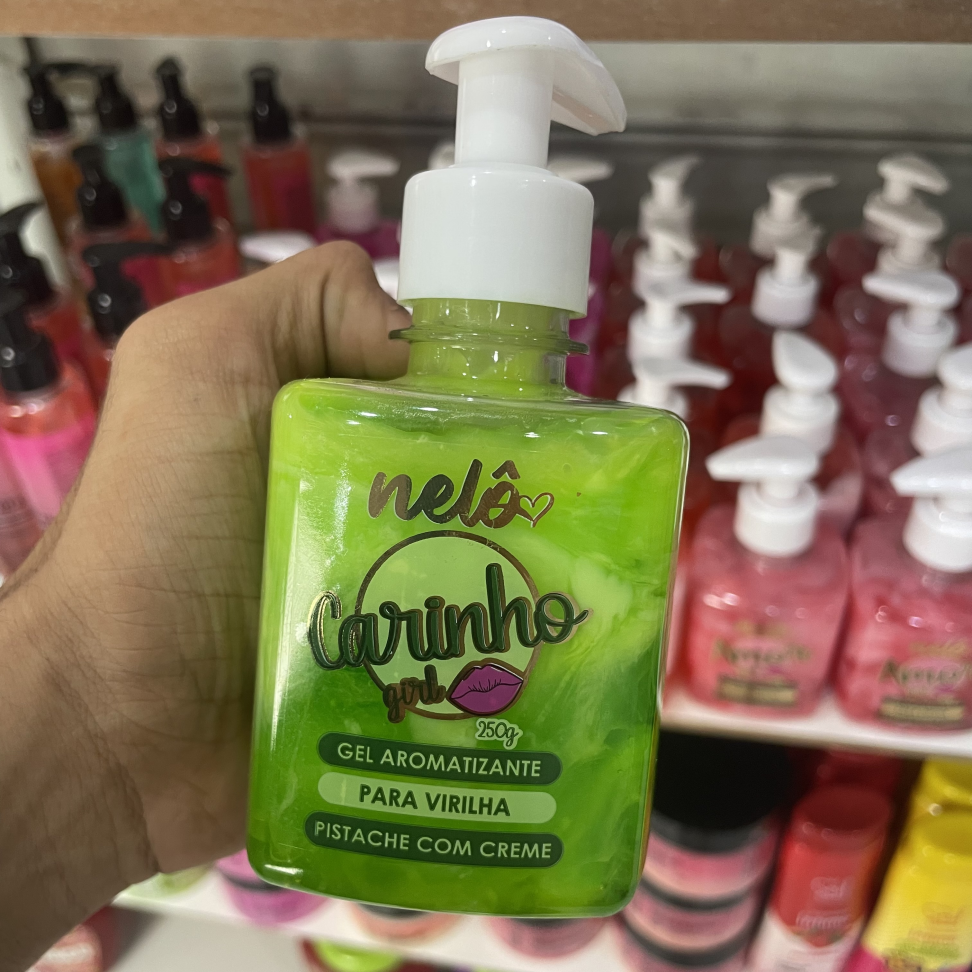 nelô
Carinho
girl
250g
GEL AROMATIZANTE
PARA VIRILHA
PISTACHE COM CREME